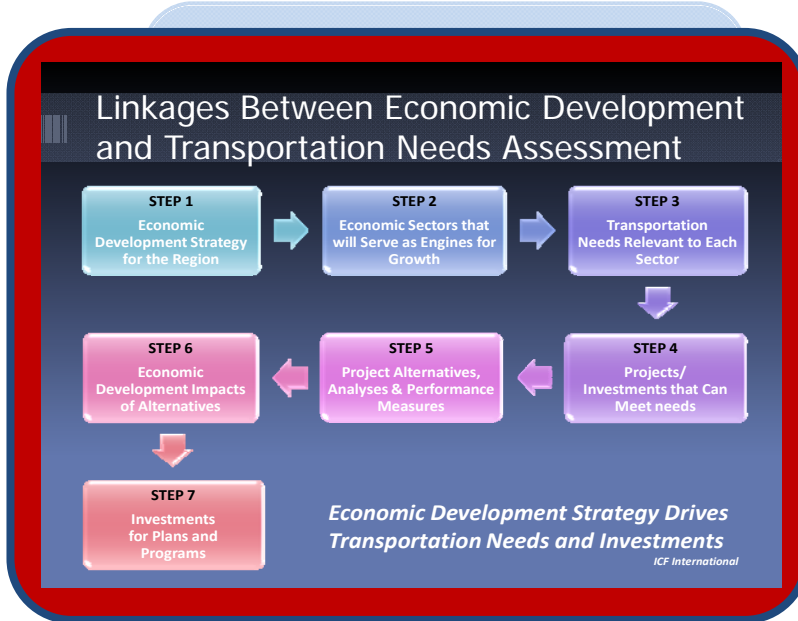 Linkages Between Economic Development
and Transportation Needs Assessment
STEP 1
Economic
Development Strategy
for the Region
STEP 2
Economic Sectors that
will Serve as Engines for
Growth
STEP 3
Transportation
Needs Relevant to Each
Sector
STEP 4
Projects/
Investments that Can
Meet needs
STEP 5
Project Alternatives,
Analyses & Performance
Measures
STEP 6
Economic
Development Impacts
of Alternatives
STEP 7
Investments
for Plans and
Programs
Economic Development Strategy Drives
Transportation Needs and Investments
ICF International